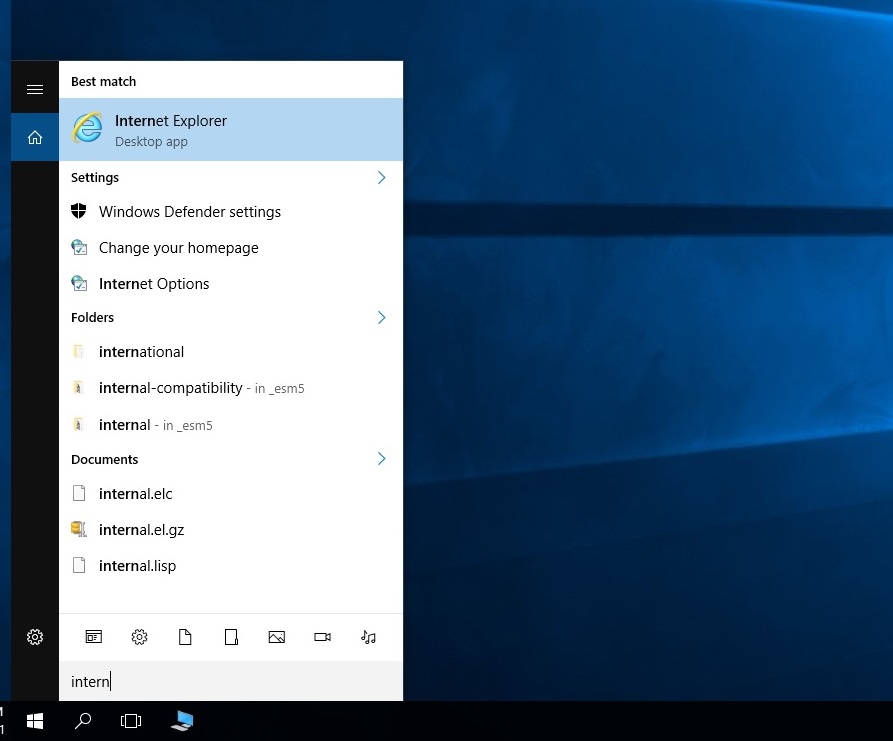 Best match
Internet Explorer
Desktop app
Settings
Windows Defender settings
Change your homepage
Internet Options
Folders
international
internal-compatibility - in _esm5
internal - in _esm5
Documents
internal.elc
internal.el.gz
internal.lisp
intern